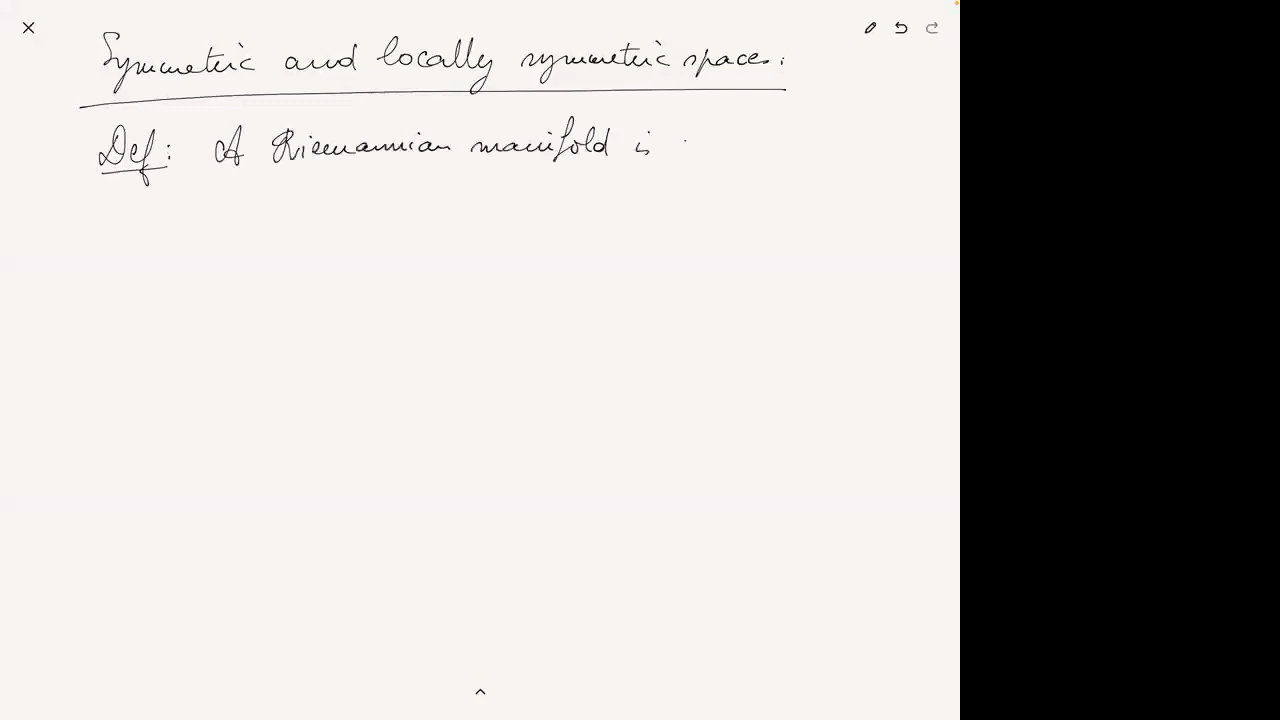 Symmetric and locally symmetric spaces:
Def: A Riemannian manifold is